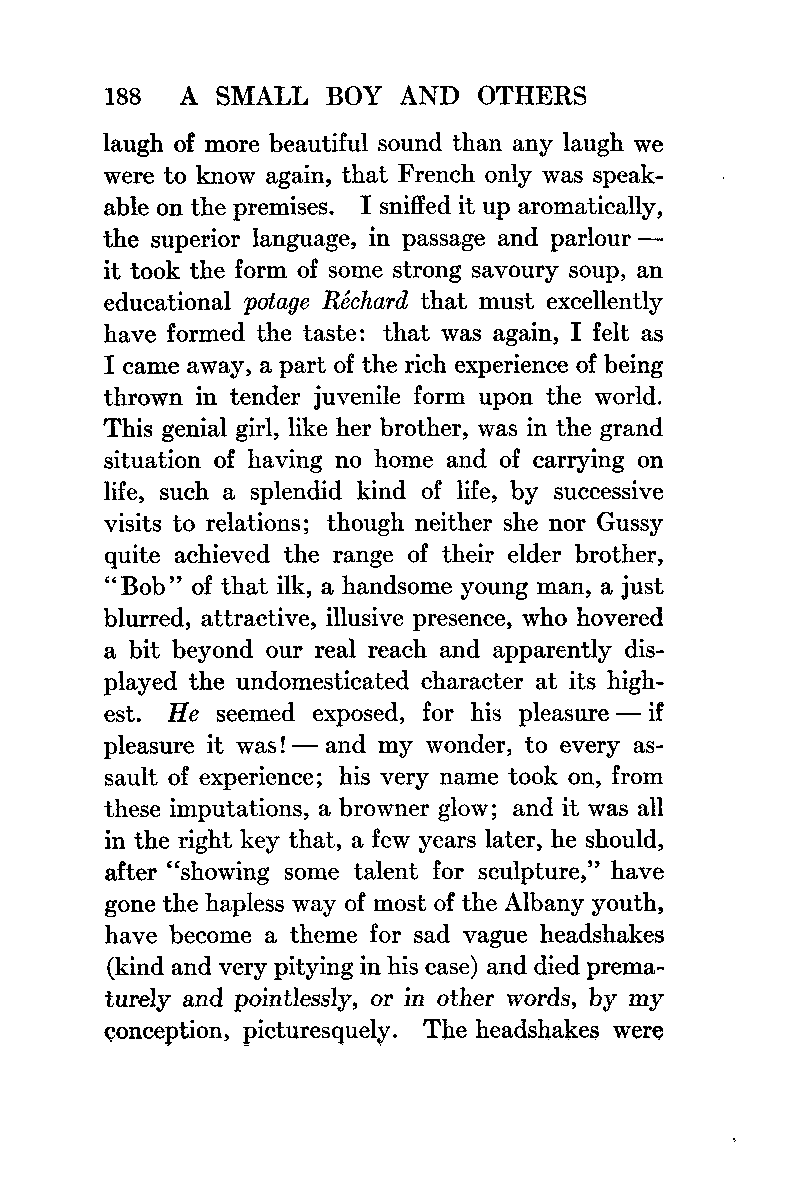 188 A SMALL BOY AND OTHERS
laugh of more beautiful sound than any laugh we
were to know again, that French only was speak-
able on the premises. I sniffed it up aromatically,
the superior language, in passage and parlour —
it took the form of some strong savoury soup, an
educational potage Réchard that must excellently
have formed the taste: that was again, I felt as
I came away, a part of the rich experience of being
thrown in tender juvenile form upon the world.
This genial girl, like her brother, was in the grand
situation of having no home and of carrying on
life, such a splendid kind of life, by successive
visits to relations; though neither she nor Gussy
quite achieved the range of their elder brother,
"Bob" of that ilk, a handsome young man, a just
blurred, attractive, illusive presence, who hovered
a bit beyond our real reach and apparently dis-
played the undomesticated character at its high-
est. He seemed exposed, for his pleasure — if
pleasure it was! — and my wonder, to every as-
sault of experience; his very name took on, from
these imputations, a browner glow; and it was all
in the right key that, a few years later, he should,
after "showing some talent for sculpture," have
gone the hapless way of most of the Albany youth,
have become a theme for sad vague headshakes
(kind and very pitying in his case) and died prema-
turely and pointlessly, or in other words, by my
conception, picturesquely. The headshakes were